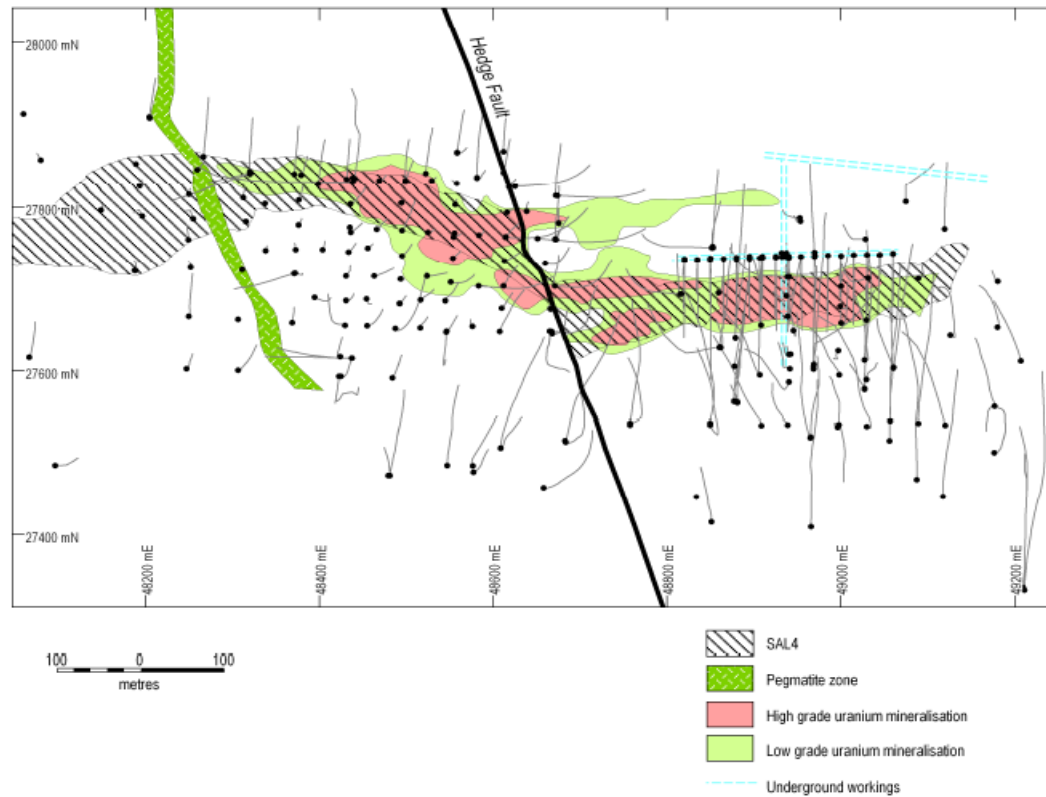 28000 mN
Hedge Fault
27800 mN
27600 mN
27400 mN
48200 mE
48400 mE
48600 mE
48800 mE
49000 mE
49200 mE
100 0 100
metres
SAL4
Pegmatite zone
High grade uranium mineralisation
Low grade uranium mineralisation
Underground workings